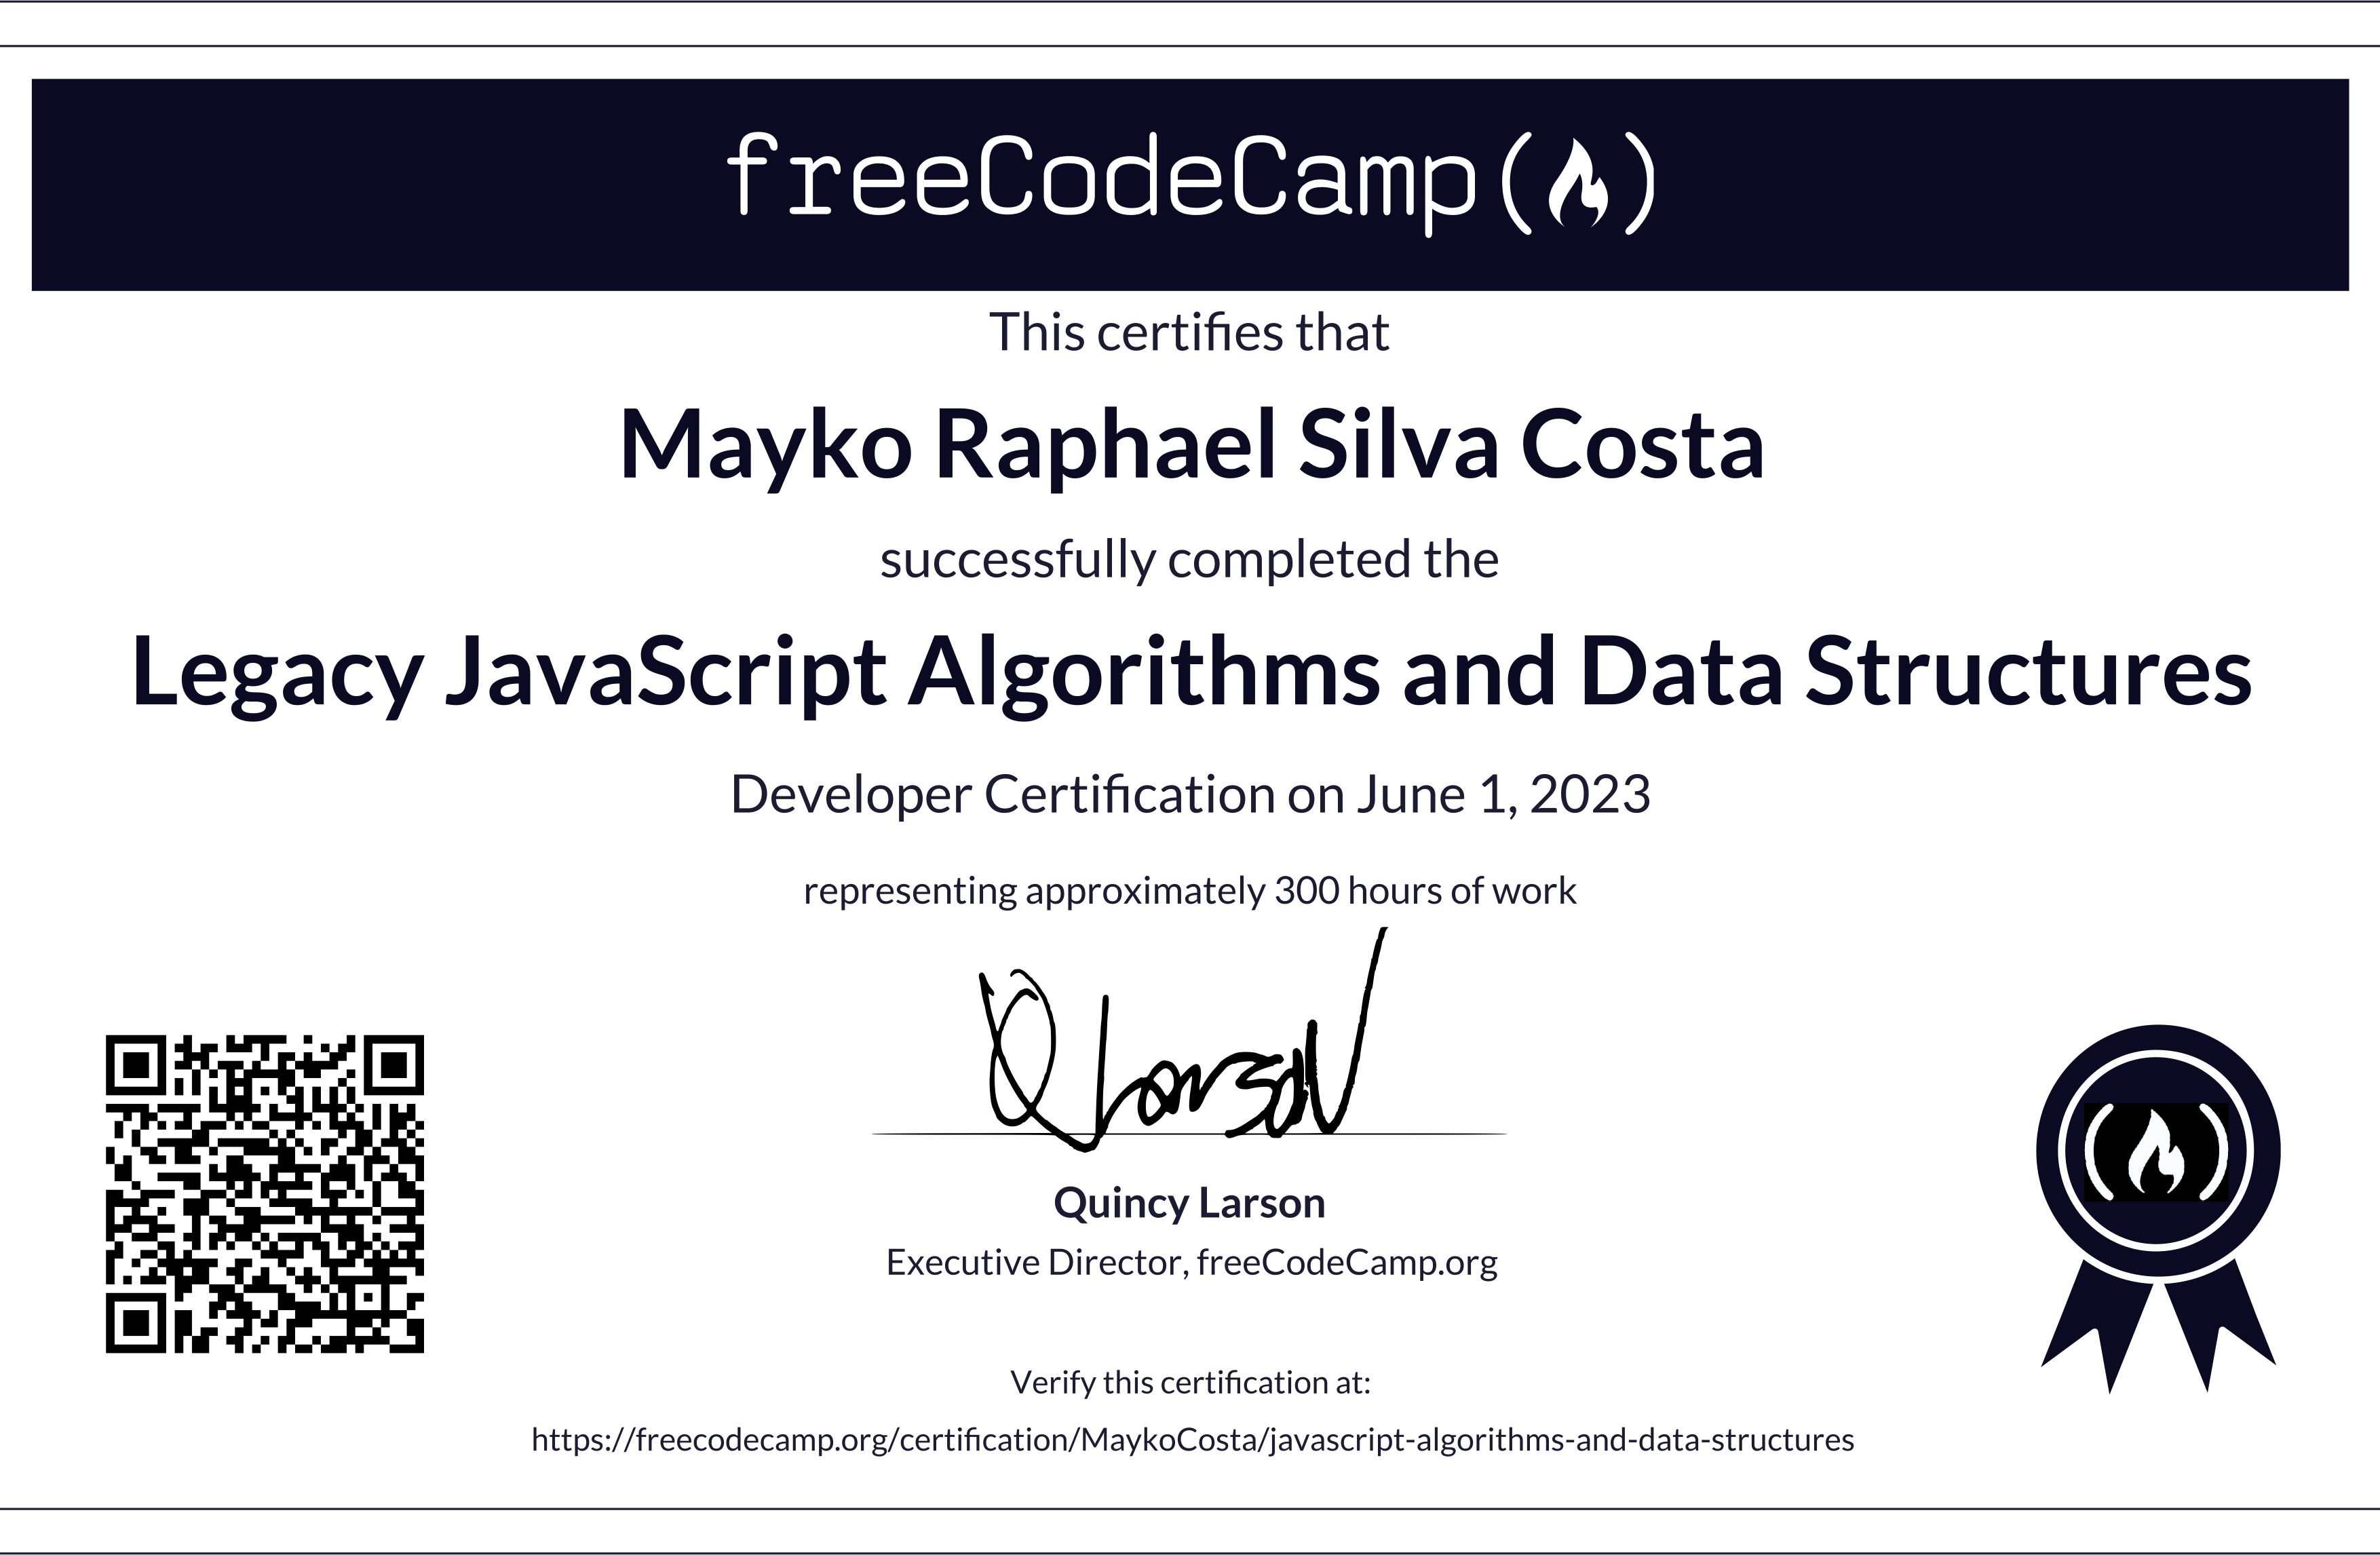 freeCodeCamp
This certifies that
Mayko Raphael Silva Costa
successfully completed the
Legacy JavaScript Algorithms and Data Structures
Developer Certification on June 1, 2023
representing approximately 300 hours of work
Quincy Larson
Executive Director, freeCodeCamp.org
Verify this certification at:
https://freecodecamp.org/certification/MaykoCosta/javascript-algorithms-and-data-structures